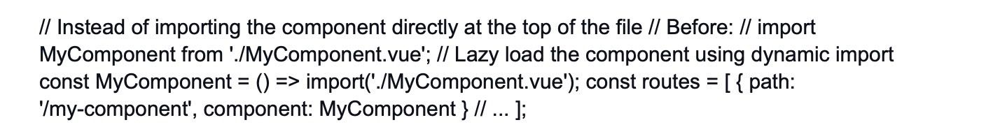 // Instead of importing the component directly at the top of the file // Before: // import
MyComponent from './MyComponent.vue'; // Lazy load the component using dynamic import
const MyComponent = () => import('./MyComponent.vue'); const routes = [ { path:
'/my-component', component: MyComponent } // ... ];